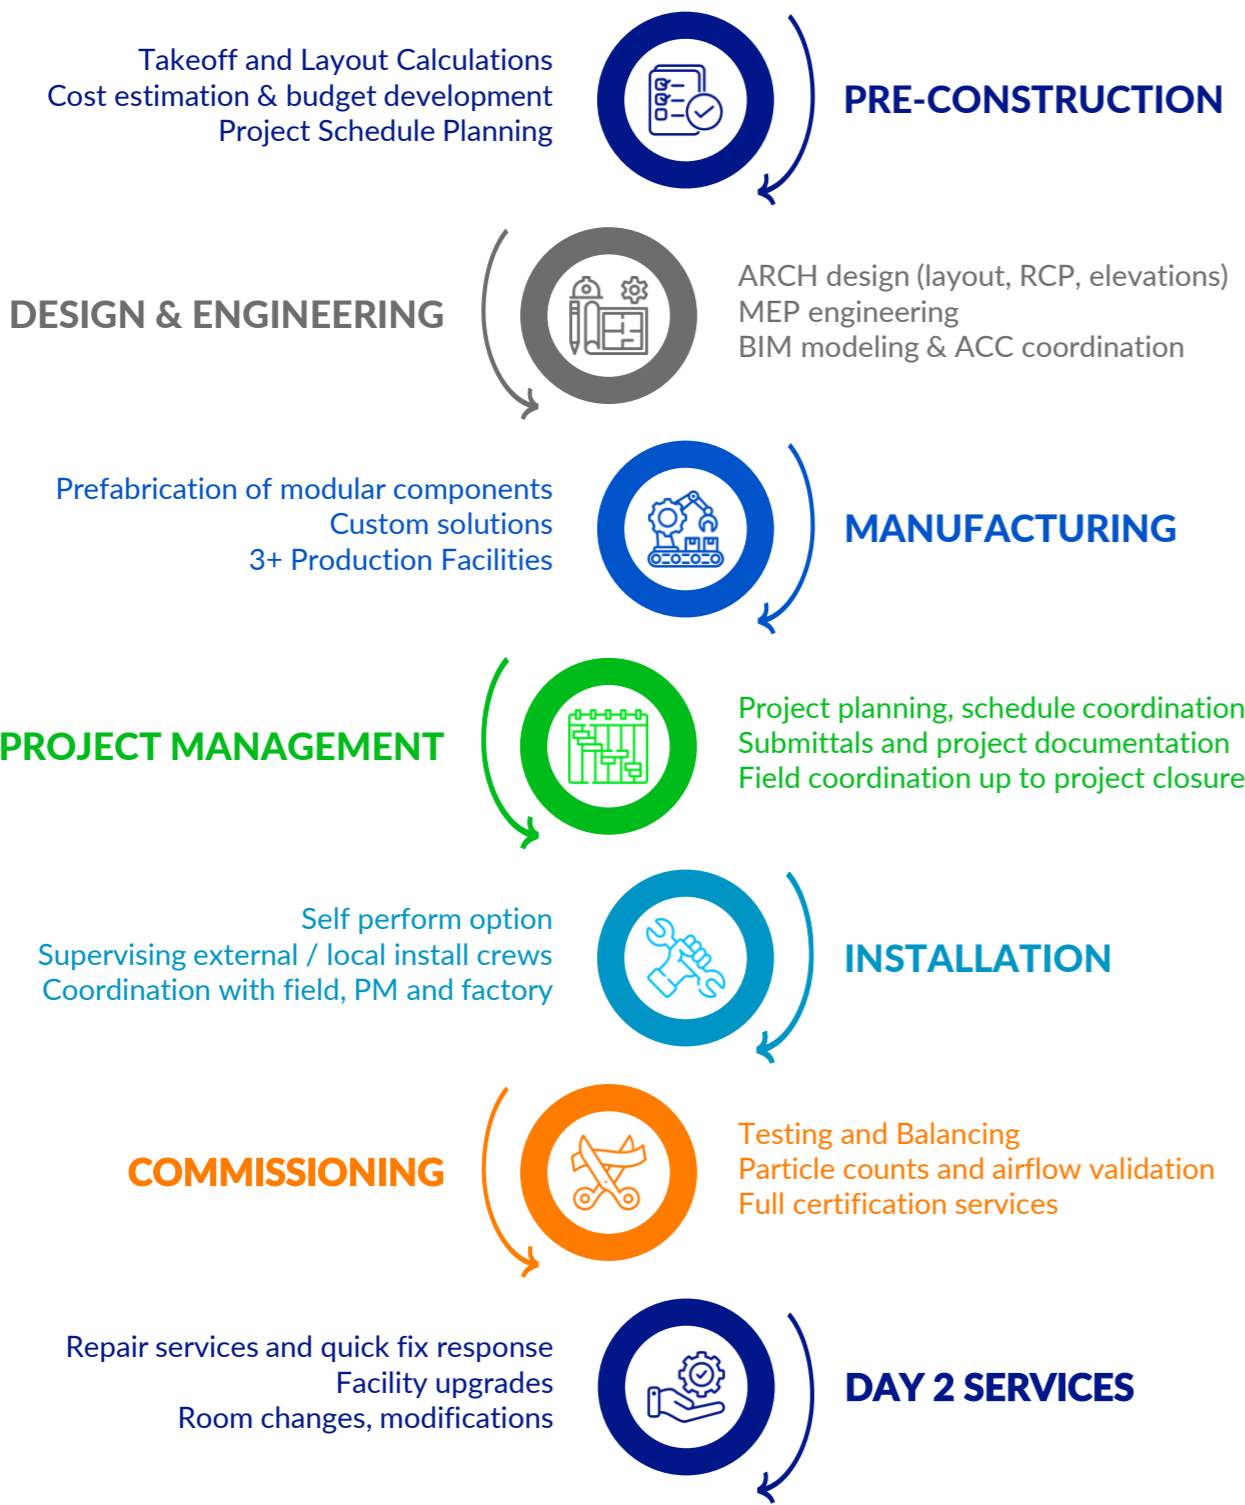 Takeoff and Layout Calculations
Cost estimation & budget development
Project Schedule Planning
PRE-CONSTRUCTION
DESIGN & ENGINEERING
ARCH design (layout, RCP, elevations)
MEP engineering
BIM modeling & ACC coordination
Prefabrication of modular components
Custom solutions
3+ Production Facilities
MANUFACTURING
PROJECT MANAGEMENT
Project planning, schedule coordination
Submittals and project documentation
Field coordination up to project closure
Self perform option
Supervising external / local install crews
Coordination with field, PM and factory
INSTALLATION
COMMISSIONING
Testing and Balancing
Particle counts and airflow validation
Full certification services
Repair services and quick fix response
Facility upgrades
Room changes, modifications
DAY 2 SERVICES